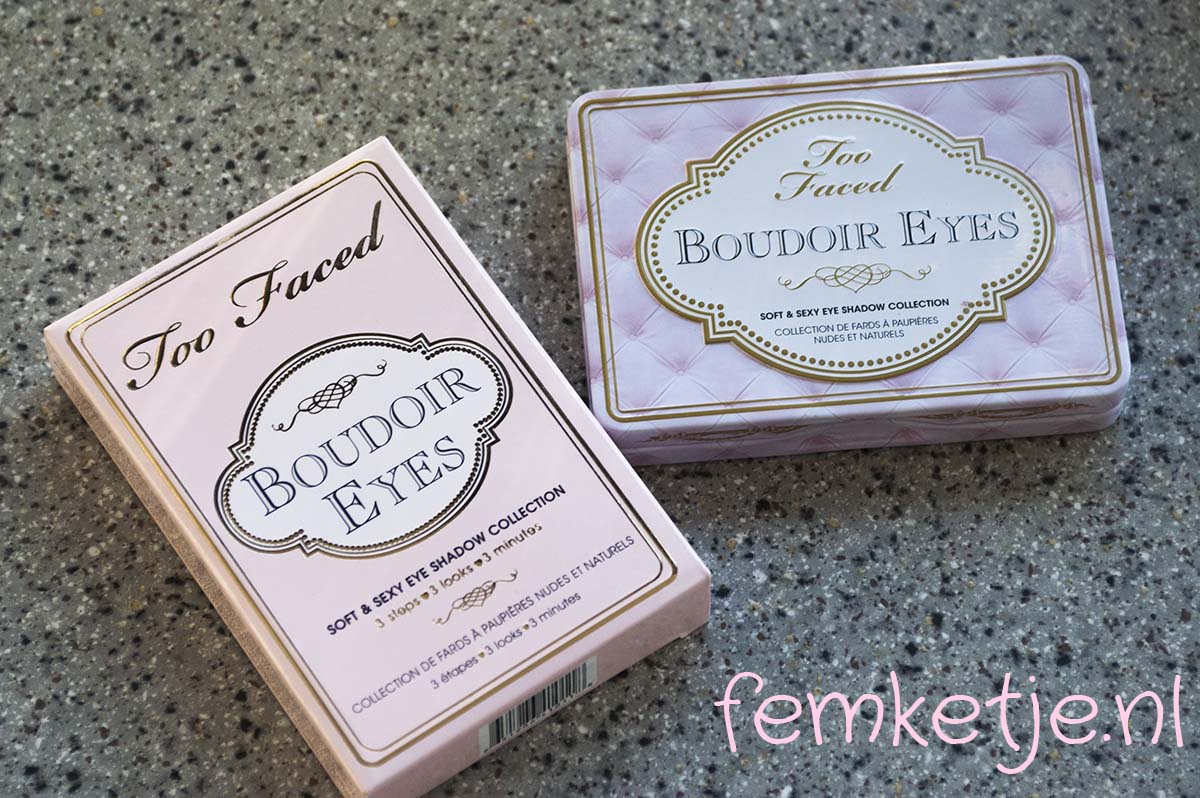 Too Faced
BOUDOIR
EYES
SOFT & SEXY EYE SHADOW COLLECTION
3 steps♥3 looks♥3 minutes
COLLECTION DE FARDS À PAUPIÈRES NUDES ET NATURELS
3 étapes♥3 looks♥3 minutes
Too
Faced
BOUDOIR EYES
SOFT & SEXY EYE SHADOW COLLECTION
COLLECTION DE FARDS À PAUPIÈRES
NUDES ET NATURELS
femketje.nl